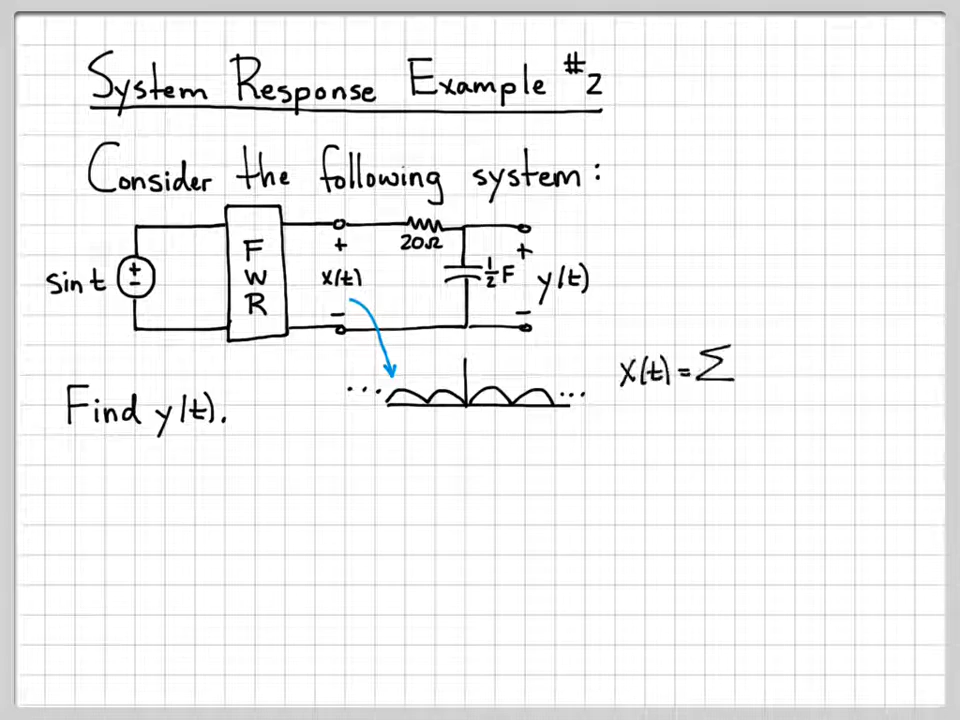 System Response Example #2
Consider the following system:
sin t
+
-
F
W
R
+
x(t)
-
20Ω
½F
+
y(t)
-
x(t) = Σ
... ...
Find y(t).